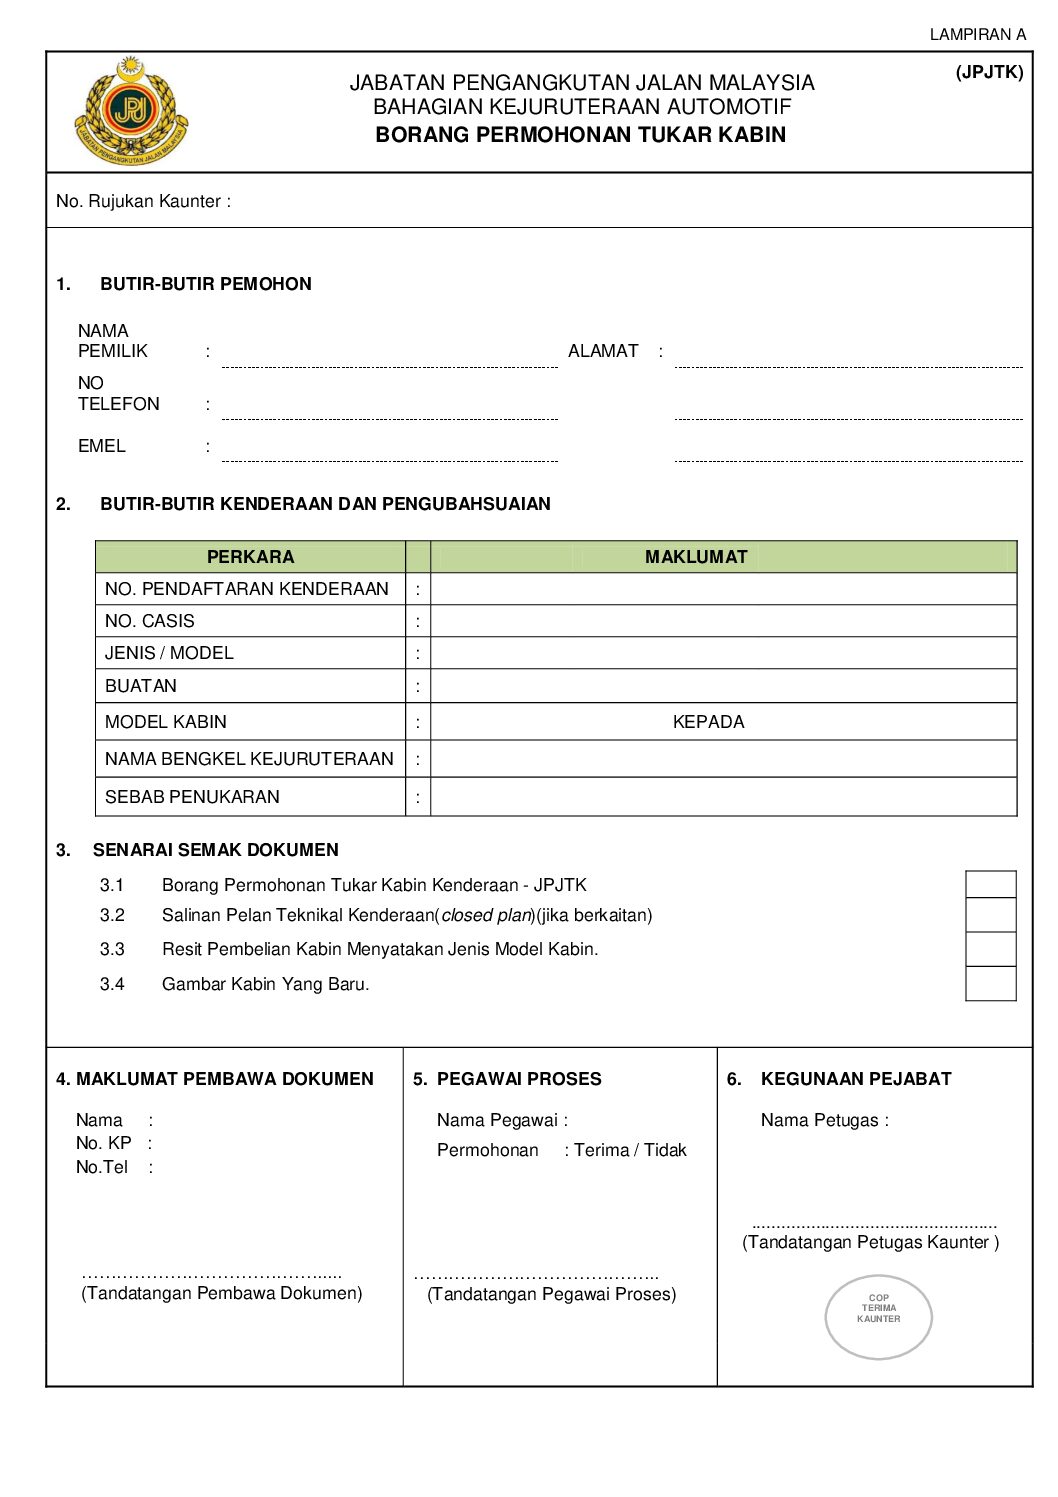 LAMPIRAN A
(JPJTK)
JABATAN PENGANGKUTAN JALAN MALAYSIA
BAHAGIAN KEJURUTERAAN AUTOMOTIF
BORANG PERMOHONAN TUKAR KABIN
JPJ
JABATAN PENGANGKUTAN JALAN MALAYSIA
No. Rujukan Kaunter :
1. BUTIR-BUTIR PEMOHON
NAMA
PEMILIK : ALAMAT :
NO
TELEFON :
EMEL :
2. BUTIR-BUTIR KENDERAAN DAN PENGUBAHSUAIAN
PERKARA MAKLUMAT
NO. PENDAFTARAN KENDERAAN :
NO. CASIS :
JENIS / MODEL :
BUATAN :
MODEL KABIN : KEPADA
NAMA BENGKEL KEJURUTERAAN :
SEBAB PENUKARAN :
3. SENARAI SEMAK DOKUMEN
3.1 Borang Permohonan Tukar Kabin Kenderaan - JPJTK
3.2 Salinan Pelan Teknikal Kenderaan(closed plan)(jika berkaitan)
3.3 Resit Pembelian Kabin Menyatakan Jenis Model Kabin.
3.4 Gambar Kabin Yang Baru.
4. MAKLUMAT PEMBAWA DOKUMEN
Nama :
No. KP :
No.Tel :
…………………………………......
(Tandatangan Pembawa Dokumen)
5. PEGAWAI PROSES
Nama Pegawai :
Permohonan : Terima / Tidak
…………………………………..
(Tandatangan Pegawai Proses)
6. KEGUNAAN PEJABAT
Nama Petugas :
..................................................
(Tandatangan Petugas Kaunter )
COP
TERIMA
KAUNTER